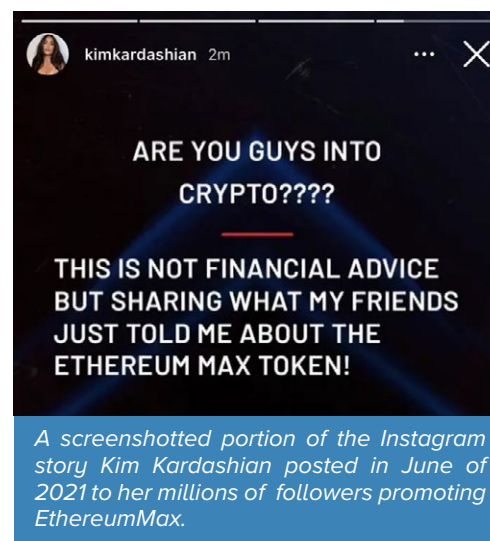 kimkardashian 2m
ARE YOU GUYS INTO
CRYPTO????
THIS IS NOT FINANCIAL ADVICE
BUT SHARING WHAT MY FRIENDS
JUST TOLD ME ABOUT THE
ETHEREUM MAX TOKEN!
A screenshotted portion of the Instagram
story Kim Kardashian posted in June of
2021 to her millions of followers promoting
EthereumMax.